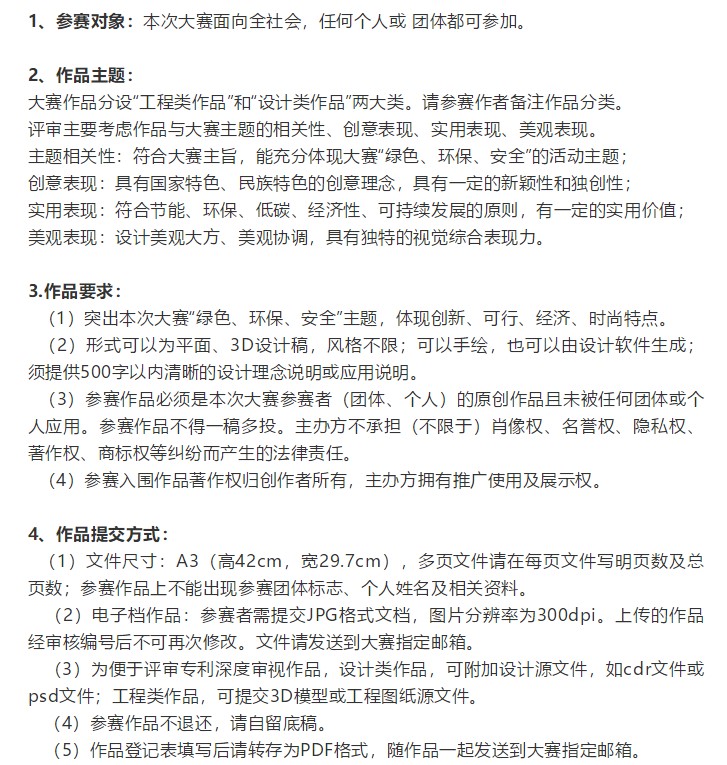 1、参赛对象：本次大赛面向全社会，任何个人或 团体都可参加。
2、作品主题：
大赛作品分设“工程类作品”和“设计类作品”两大类。请参赛作者备注作品分类。
评审主要考虑作品与大赛主题的相关性、创意表现、实用表现、美观表现。
主题相关性：符合大赛主旨，能充分体现大赛“绿色、环保、安全”的活动主题；
创意表现：具有国家特色、民族特色的创意理念，具有一定的新颖性和独创性；
实用表现：符合节能、环保、低碳、经济性、可持续发展的原则，有一定的实用价值；
美观表现：设计美观大方、美观协调，具有独特的视觉综合表现力。
3.作品要求：
（1）突出本次大赛“绿色、环保、安全”主题，体现创新、可行、经济、时尚特点。
（2）形式可以为平面、3D设计稿，风格不限；可以手绘，也可以由设计软件生成；
须提供500字以内清晰的设计理念说明或应用说明。
（3）参赛作品必须是本次大赛参赛者（团体、个人）的原创作品且未被任何团体或个
人应用。参赛作品不得一稿多投。主办方不承担（不限于）肖像权、名誉权、隐私权、
著作权、商标权等纠纷而产生的法律责任。
（4）参赛入围作品著作权归创作者所有，主办方拥有推广使用及展示权。
4、作品提交方式：
（1）文件尺寸：A3（高42cm，宽29.7cm），多页文件请在每页文件写明页数及总
页数；参赛作品上不能出现参赛团体标志、个人姓名及相关资料。
（2）电子档作品：参赛者需提交JPG格式文档，图片分辨率为300dpi。上传的作品
经审核编号后不可再次修改。文件请发送到大赛指定邮箱。
（3）为便于评审专利深度审视作品，设计类作品，可附加设计源文件，如cdr文件或
psd文件；工程类作品，可提交3D模型或工程图纸源文件。
（4）参赛作品不退还，请自留底稿。
（5）作品登记表填写后请转存为PDF格式，随作品一起发送到大赛指定邮箱。